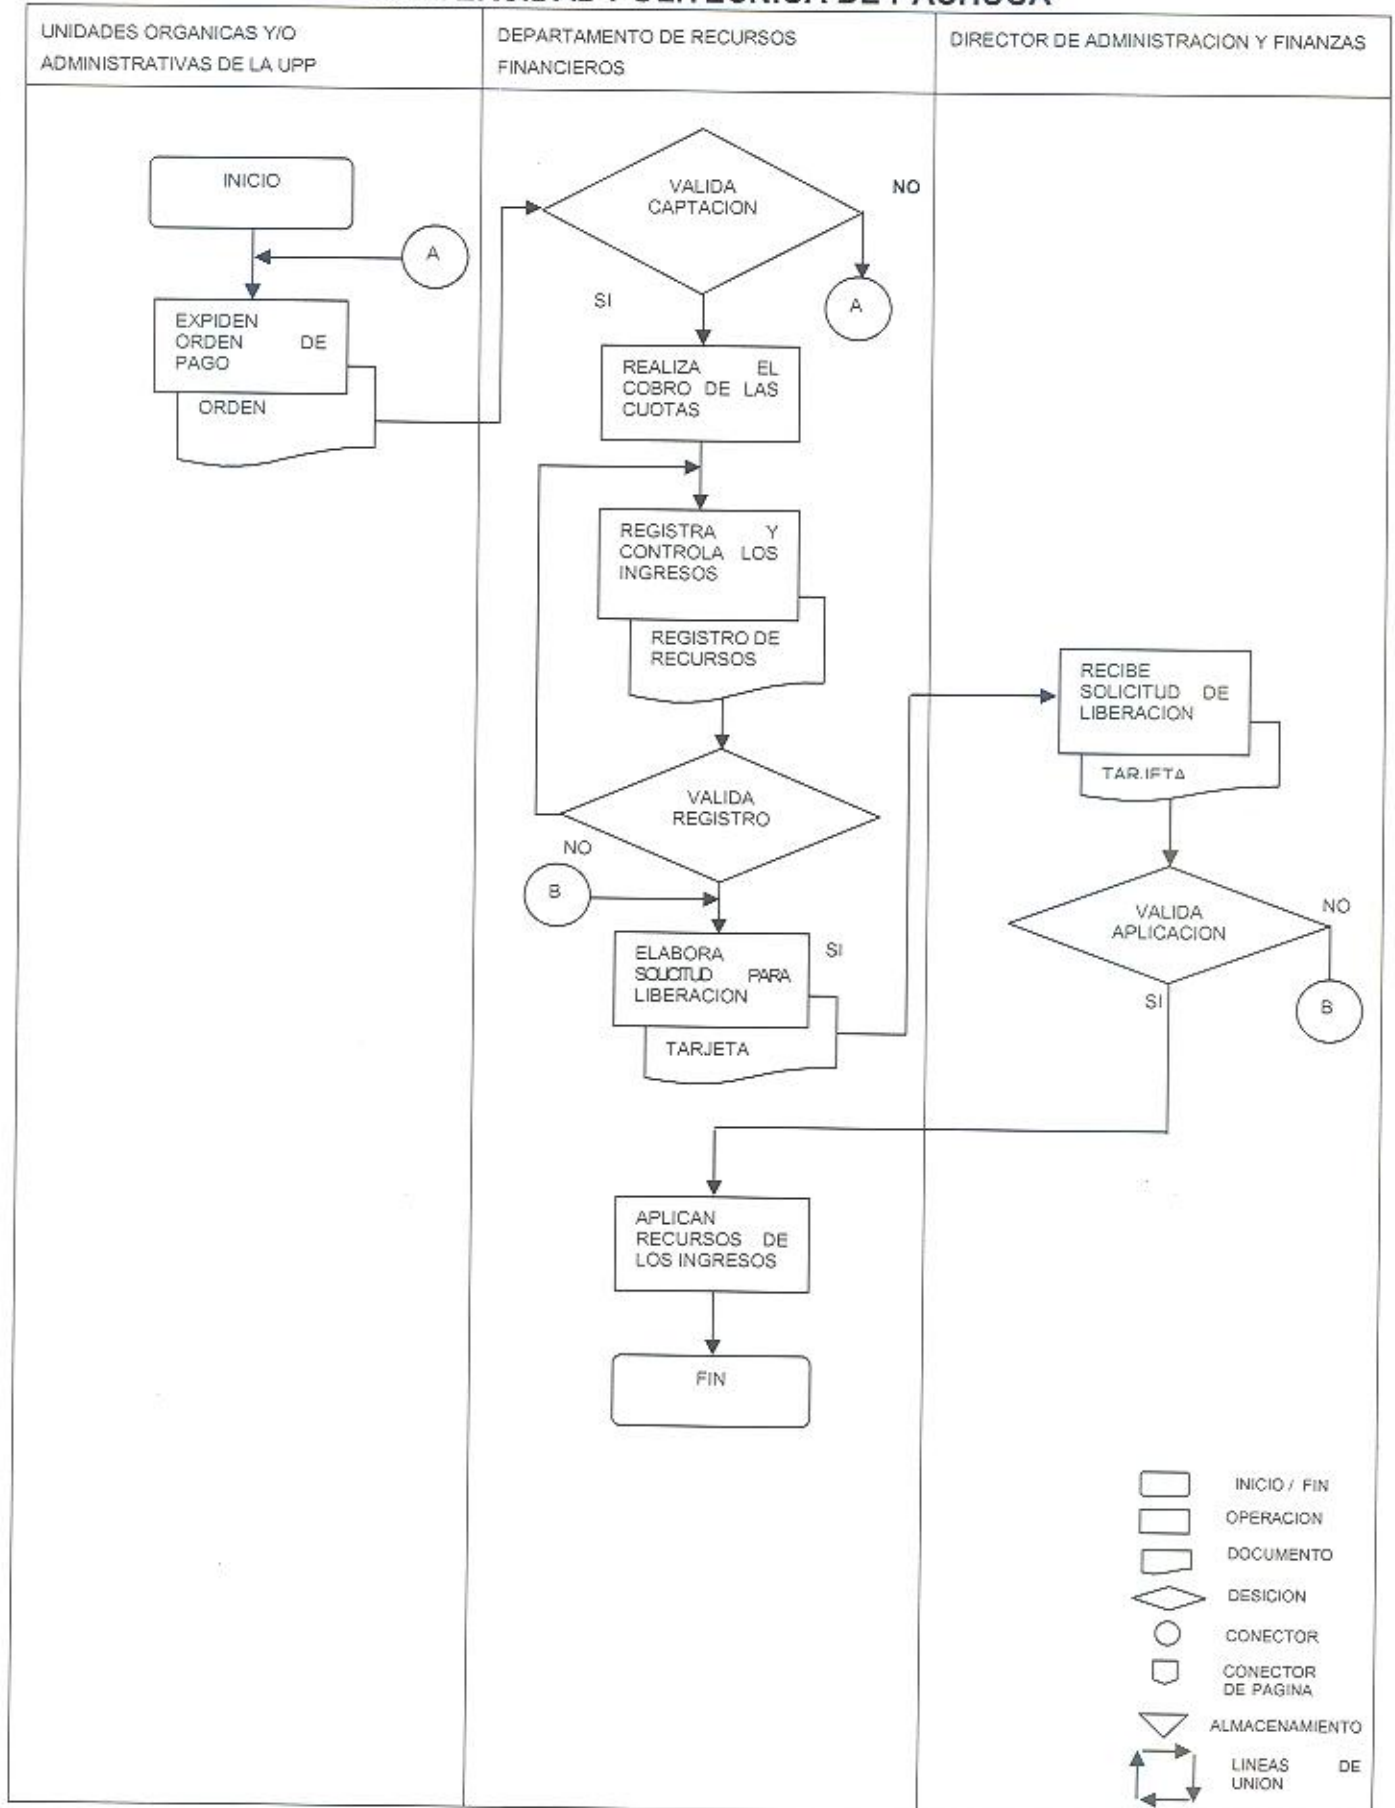 UNIDADES ORGANICAS Y/O
ADMINISTRATIVAS DE LA UPP
DEPARTAMENTO DE RECURSOS
FINANCIEROS
DIRECTOR DE ADMINISTRACION Y FINANZAS
INICIO
A
EXPIDEN
ORDEN DE
PAGO
ORDEN
VALIDA
CAPTACION
NO
A
SI
REALIZA EL
COBRO DE LAS
CUOTAS
REGISTRA Y
CONTROLA LOS
INGRESOS
REGISTRO DE
RECURSOS
VALIDA
REGISTRO
NO
B
ELABORA
SOLICITUD PARA
LIBERACION
SI
TARJETA
RECIBE
SOLICITUD DE
LIBERACION
TARJETA
VALIDA
APLICACION
NO
B
SI
APLICAN
RECURSOS DE
LOS INGRESOS
FIN
INICIO / FIN
OPERACION
DOCUMENTO
DESICION
CONECTOR
CONECTOR
DE PAGINA
ALMACENAMIENTO
LINEAS DE
UNION